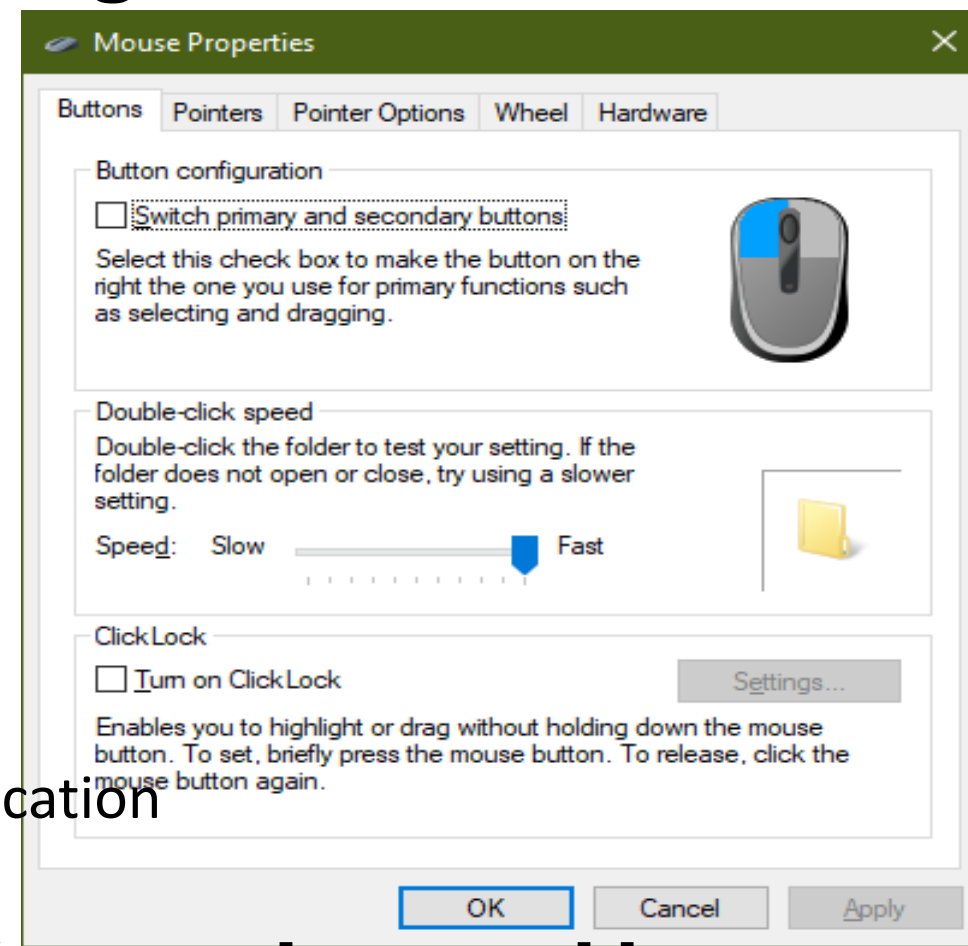 Mouse Properties
Buttons Pointers Pointer Options Wheel Hardware
Button configuration
Switch primary and secondary buttons
Select this check box to make the button on the
right the one you use for primary functions such
as selecting and dragging.
Double-click speed
Double-click the folder to test your setting. If the
folder does not open or close, try using a slower
setting.
Speed: Slow Fast
ClickLock
Turn on ClickLock
Settings...
Enables you to highlight or drag without holding down the mouse
button. To set, briefly press the mouse button. To release, click the
mouse button again.
cation
OK Cancel Apply